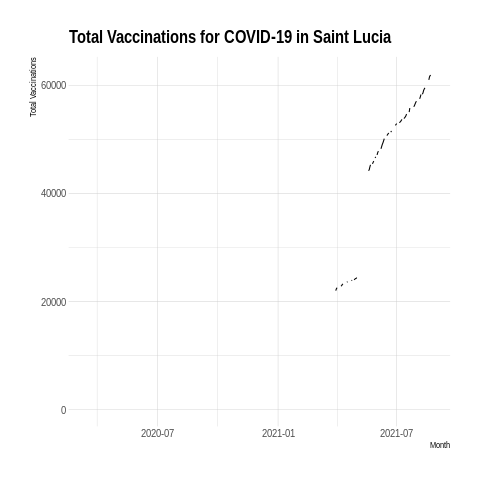 Total Vaccinations for COVID-19 in Saint Lucia
Total Vaccinations
60000
40000
20000
0
2020-07
2021-01
2021-07
Month